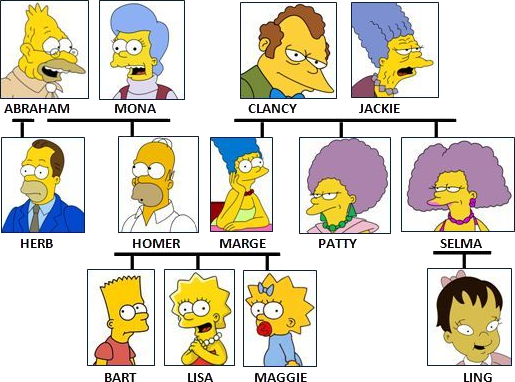 ABRAHAM MONA CLANCY JACKIE
HERB HOMER MARGE PATTY SELMA
BART LISA MAGGIE LING